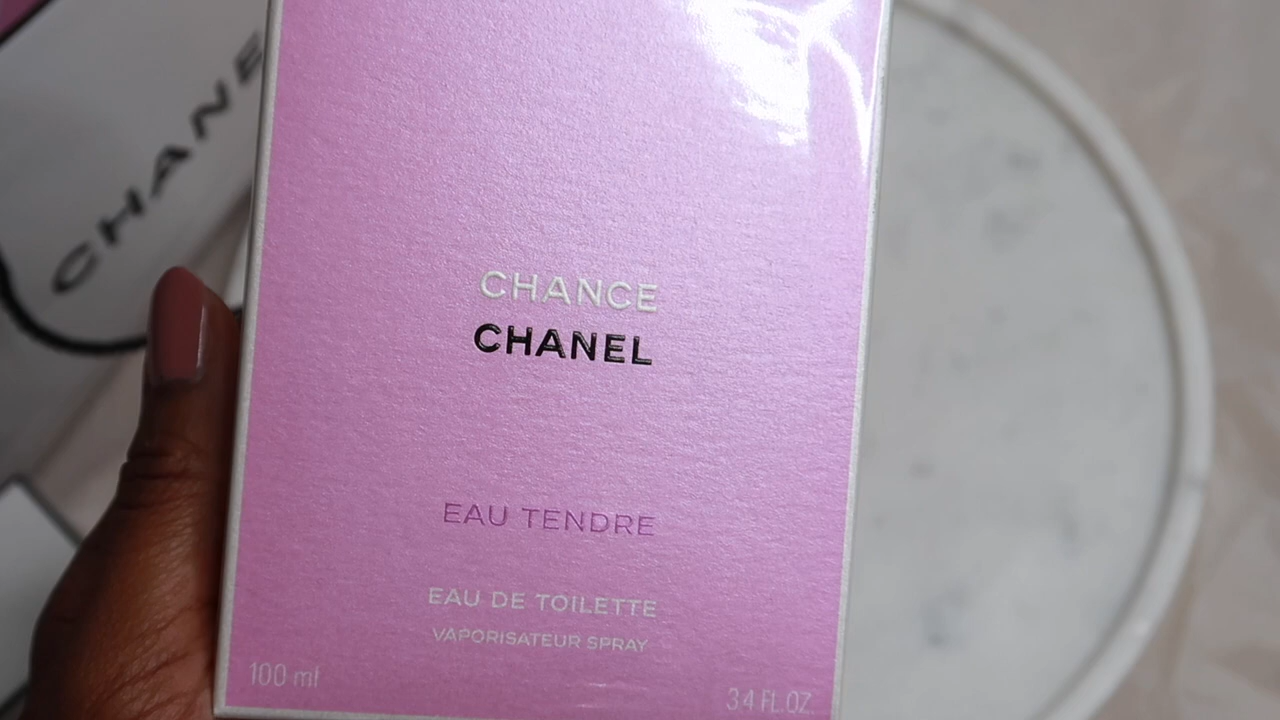 CHANE
CHANCE
CHANEL
EAU TENDRE
EAU DE TOILETTE
VAPORISATEUR SPRAY
100 ml
3.4 FL.OZ.